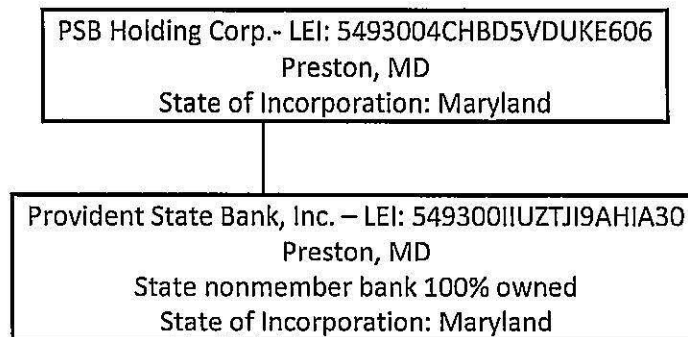 PSB Holding Corp.- LEI: 5493004CHBD5VDUKE606
Preston, MD
State of Incorporation: Maryland
Provident State Bank, Inc. – LEI: 549300IIUZTJI9AHIA30
Preston, MD
State nonmember bank 100% owned
State of Incorporation: Maryland